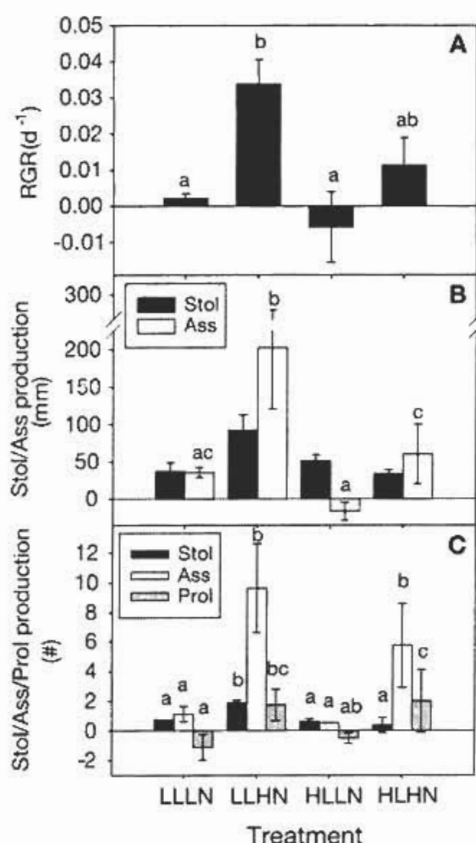 A
0.05
0.04
0.03
0.02
0.01
0.00
-0.01
RGR(d⁻¹)
a
b
a
ab
B
300
200
150
100
50
0
Stol/Ass production
(mm)
Stol
Ass
ac
b
a
c
C
12
10
8
6
4
2
0
-2
Stol/Ass/Prol production
(#)
Stol
Ass
Prol
a a a
b b bc
a a ab
a b c
LLLN LLHN HLLN HLHN
Treatment